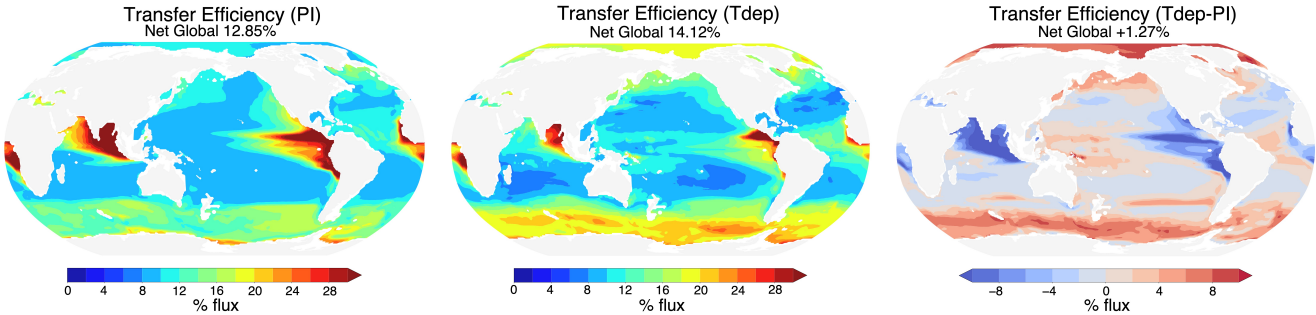 Transfer Efficiency (PI)
Net Global 12.85%
0 4 8 12 16 20 24 28
% flux
Transfer Efficiency (Tdep)
Net Global 14.12%
0 4 8 12 16 20 24 28
% flux
Transfer Efficiency (Tdep-PI)
Net Global +1.27%
−8 −4 0 4 8
% flux